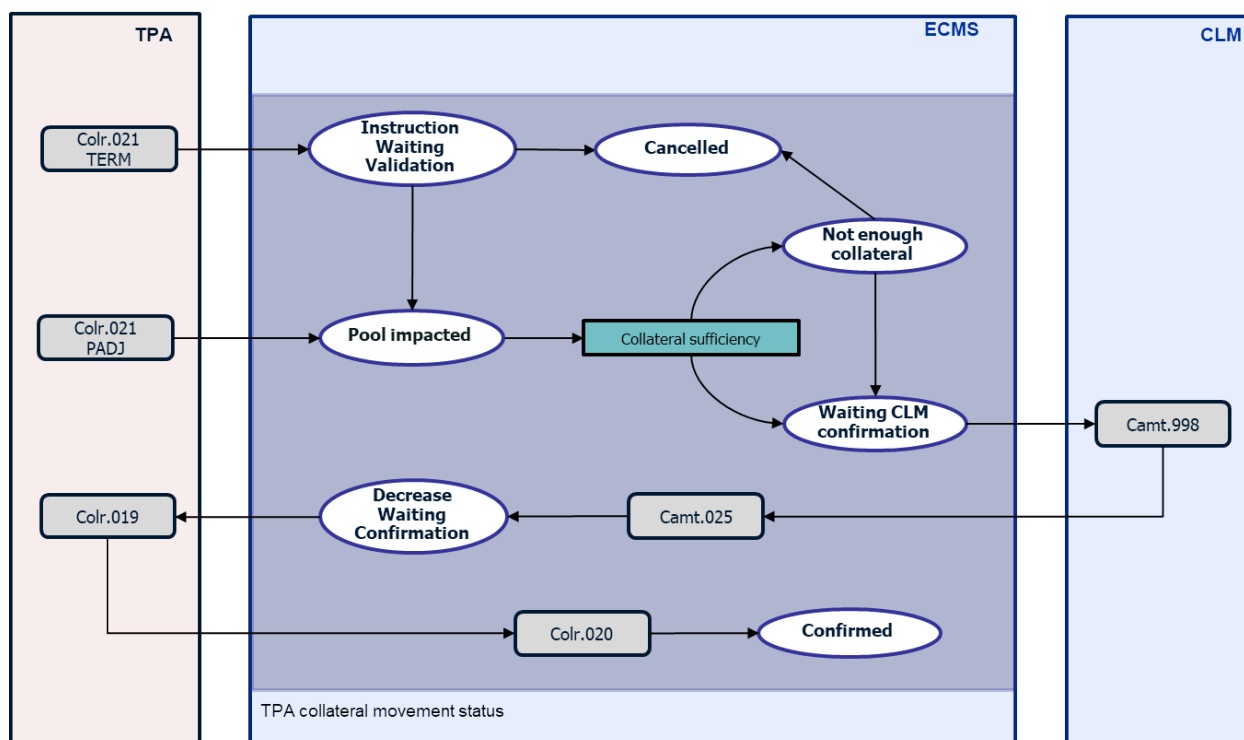 TPA
ECMS
CLM
Colr.021
TERM
Instruction
Waiting
Validation
Cancelled
Not enough
collateral
Colr.021
PADJ
Pool impacted
Collateral sufficiency
Waiting CLM
confirmation
Camt.998
Colr.019
Decrease
Waiting
Confirmation
Camt.025
Colr.020
Confirmed
TPA collateral movement status